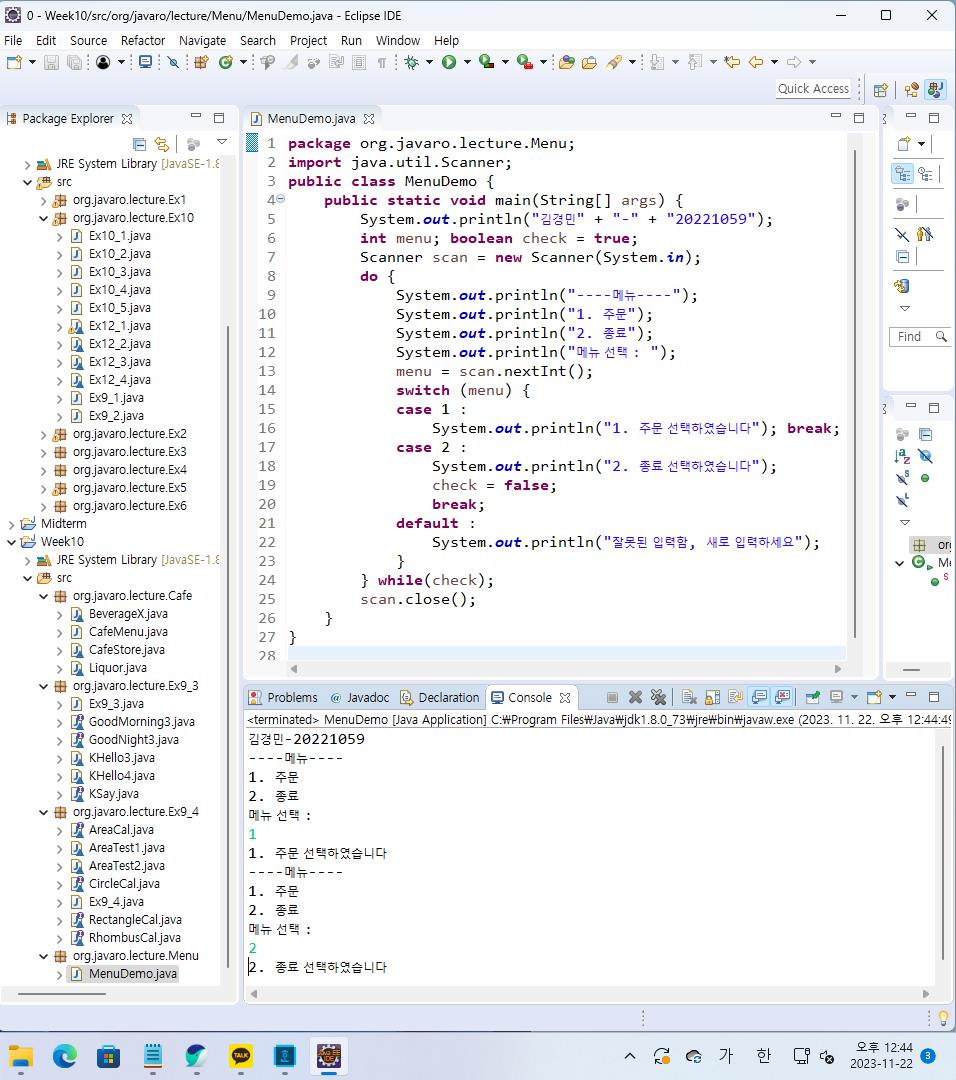 0 - Week10/src/org/javaro/lecture/Menu/MenuDemo.java - Eclipse IDE
File Edit Source Refactor Navigate Search Project Run Window Help
Quick Access
Package Explorer
JRE System Library [JavaSE-1.8
src
org.javaro.lecture.Ex1
org.javaro.lecture.Ex10
Ex10_1.java
Ex10_2.java
Ex10_3.java
Ex10_4.java
Ex10_5.java
Ex12_1.java
Ex12_2.java
Ex12_3.java
Ex12_4.java
Ex9_1.java
Ex9_2.java
org.javaro.lecture.Ex2
org.javaro.lecture.Ex3
org.javaro.lecture.Ex4
org.javaro.lecture.Ex5
org.javaro.lecture.Ex6
Midterm
Week10
JRE System Library [JavaSE-1.8
src
org.javaro.lecture.Cafe
BeverageX.java
CafeMenu.java
CafeStore.java
Liquor.java
org.javaro.lecture.Ex9_3
Ex9_3.java
GoodMorning3.java
GoodNight3.java
KHello3.java
KHello4.java
KSay.java
org.javaro.lecture.Ex9_4
AreaCal.java
AreaTest1.java
AreaTest2.java
CircleCal.java
Ex9_4.java
RectangleCal.java
RhombusCal.java
org.javaro.lecture.Menu
MenuDemo.java
MenuDemo.java
1 package org.javaro.lecture.Menu;
2 import java.util.Scanner;
3 public class MenuDemo {
4 public static void main(String[] args) {
5 System.out.println("김경민" + "-" + "20221059");
6 int menu; boolean check = true;
7 Scanner scan = new Scanner(System.in);
8 do {
9 System.out.println("----메뉴----");
10 System.out.println("1. 주문");
11 System.out.println("2. 종료");
12 System.out.println("메뉴 선택 : ");
13 menu = scan.nextInt();
14 switch (menu) {
15 case 1 :
16 System.out.println("1. 주문 선택하였습니다"); break;
17 case 2 :
18 System.out.println("2. 종료 선택하였습니다");
19 check = false;
20 break;
21 default :
22 System.out.println("잘못된 입력함, 새로 입력하세요");
23 }
24 } while(check);
25 scan.close();
26 }
27 }
28
Find
org
Me
Problems @ Javadoc Declaration Console
<terminated> MenuDemo [Java Application] C:₩Program Files₩Java₩jdk1.8.0_73₩jre₩bin₩javaw.exe (2023. 11. 22. 오후 12:44:49
김경민-20221059
----메뉴----
1. 주문
2. 종료
메뉴 선택 :
1
1. 주문 선택하였습니다
----메뉴----
1. 주문
2. 종료
메뉴 선택 :
2
2. 종료 선택하였습니다
TALK
가 한
오후 12:44
2023-11-22
3